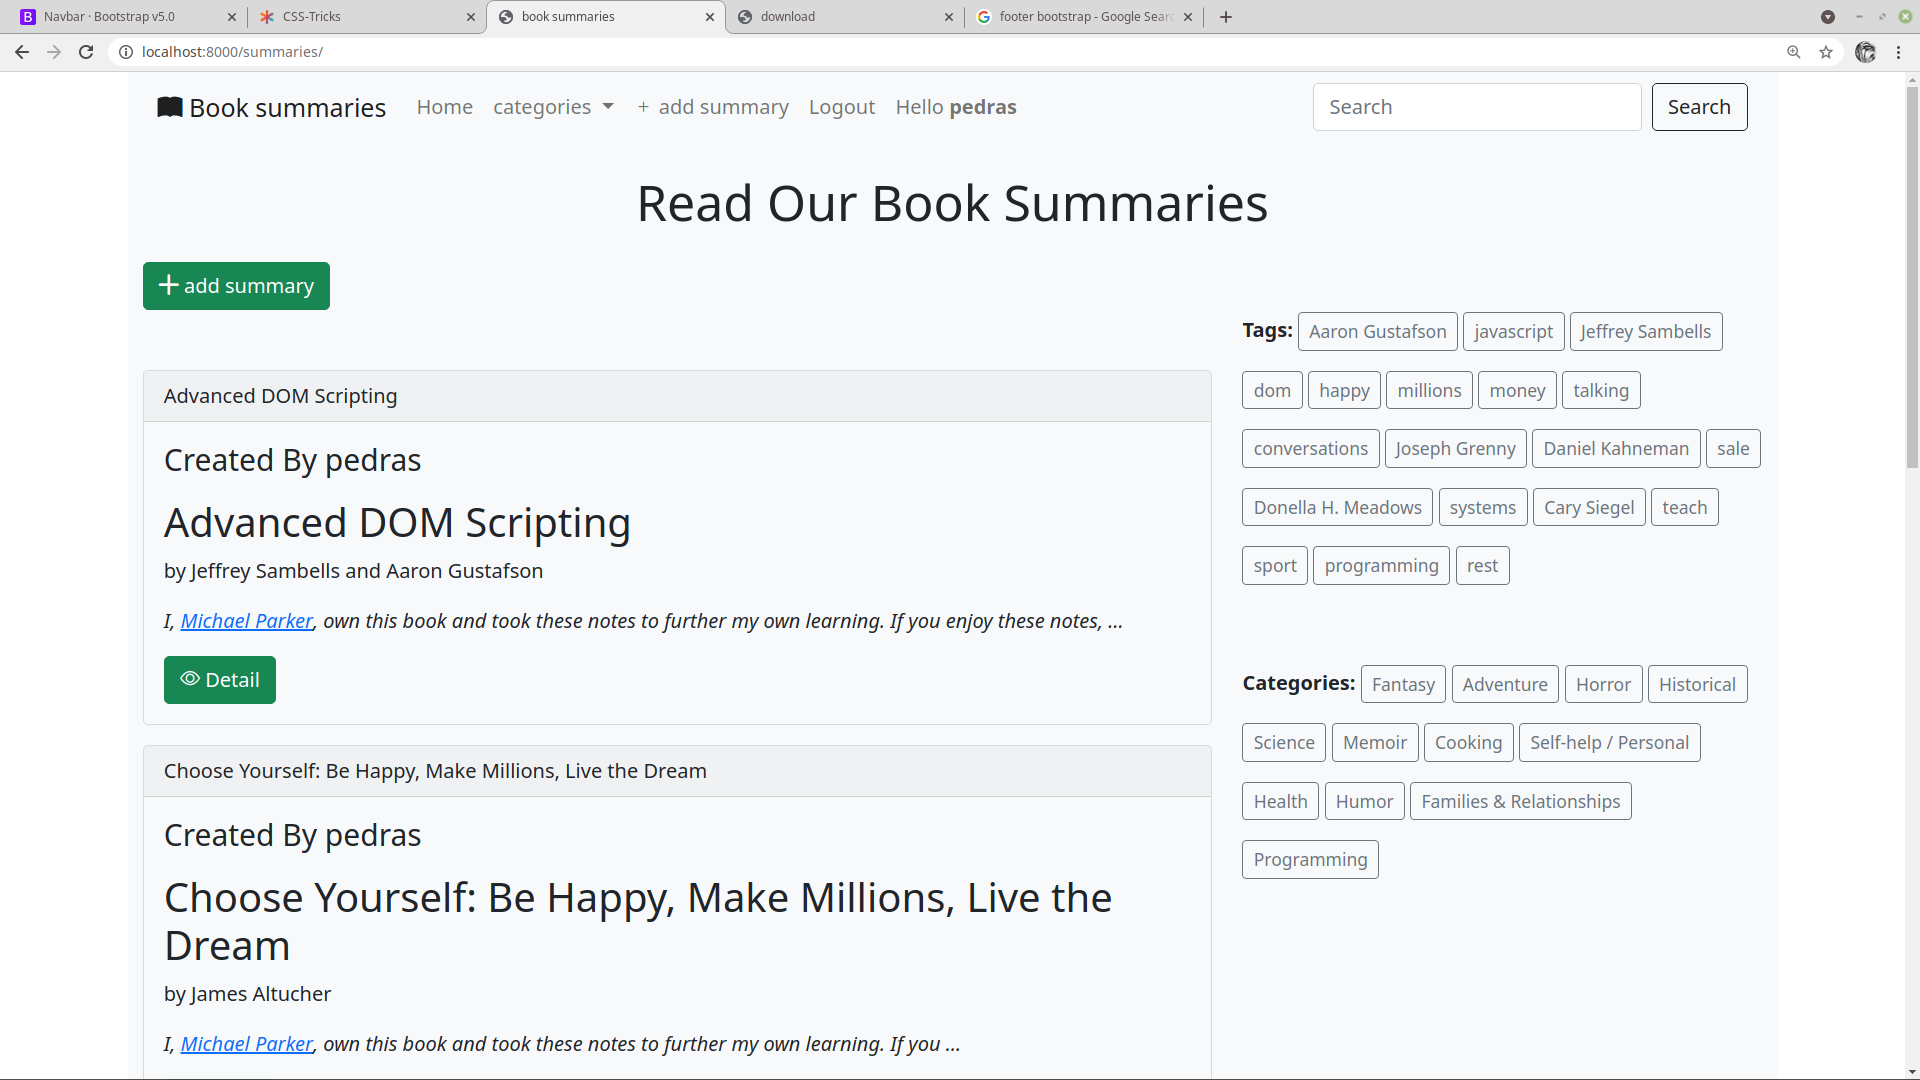 Navbar · Bootstrap v5.0
CSS-Tricks
book summaries
download
footer bootstrap - Google Sear
localhost:8000/summaries/
Book summaries
Home
categories
+ add summary
Logout
Hello pedras
Search
Search
Read Our Book Summaries
add summary
Tags: Aaron Gustafson javascript Jeffrey Sambells
dom happy millions money talking
conversations Joseph Grenny Daniel Kahneman sale
Donella H. Meadows systems Cary Siegel teach
sport programming rest
Categories: Fantasy Adventure Horror Historical
Science Memoir Cooking Self-help / Personal
Health Humor Families & Relationships
Programming
Advanced DOM Scripting
Created By pedras
Advanced DOM Scripting
by Jeffrey Sambells and Aaron Gustafson
I, Michael Parker, own this book and took these notes to further my own learning. If you enjoy these notes, ...
Detail
Choose Yourself: Be Happy, Make Millions, Live the Dream
Created By pedras
Choose Yourself: Be Happy, Make Millions, Live the
Dream
by James Altucher
I, Michael Parker, own this book and took these notes to further my own learning. If you ...